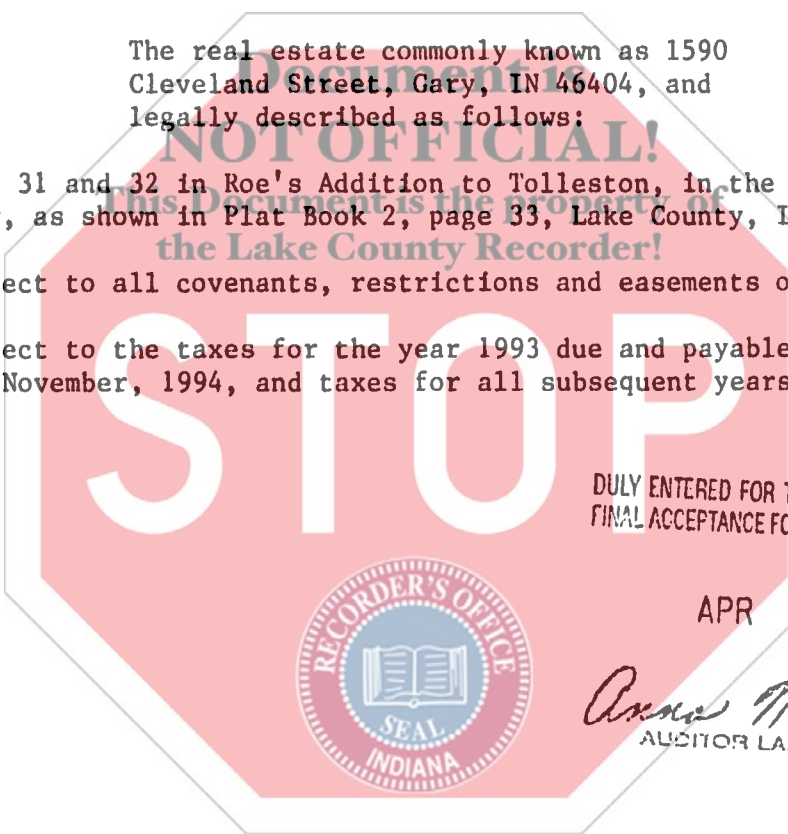 The real estate commonly known as 1590
Document is
Cleveland Street, Gary, IN 46404, and
legally described as follows:
NOT OFFICIAL!
31 and 32 in Roe's Addition to Tolleston, in the
This Document is the property of
, as shown in Plat Book 2, page 33, Lake County, I
the Lake County Recorder!
ect to all covenants, restrictions and easements o
ect to the taxes for the year 1993 due and payable
November, 1994, and taxes for all subsequent years
STOP
DULY ENTERED FOR T
FINAL ACCEPTANCE FO
APR
RECORDER'S OFFICE
SEAL
INDIANA
Anna
AUDITOR LA